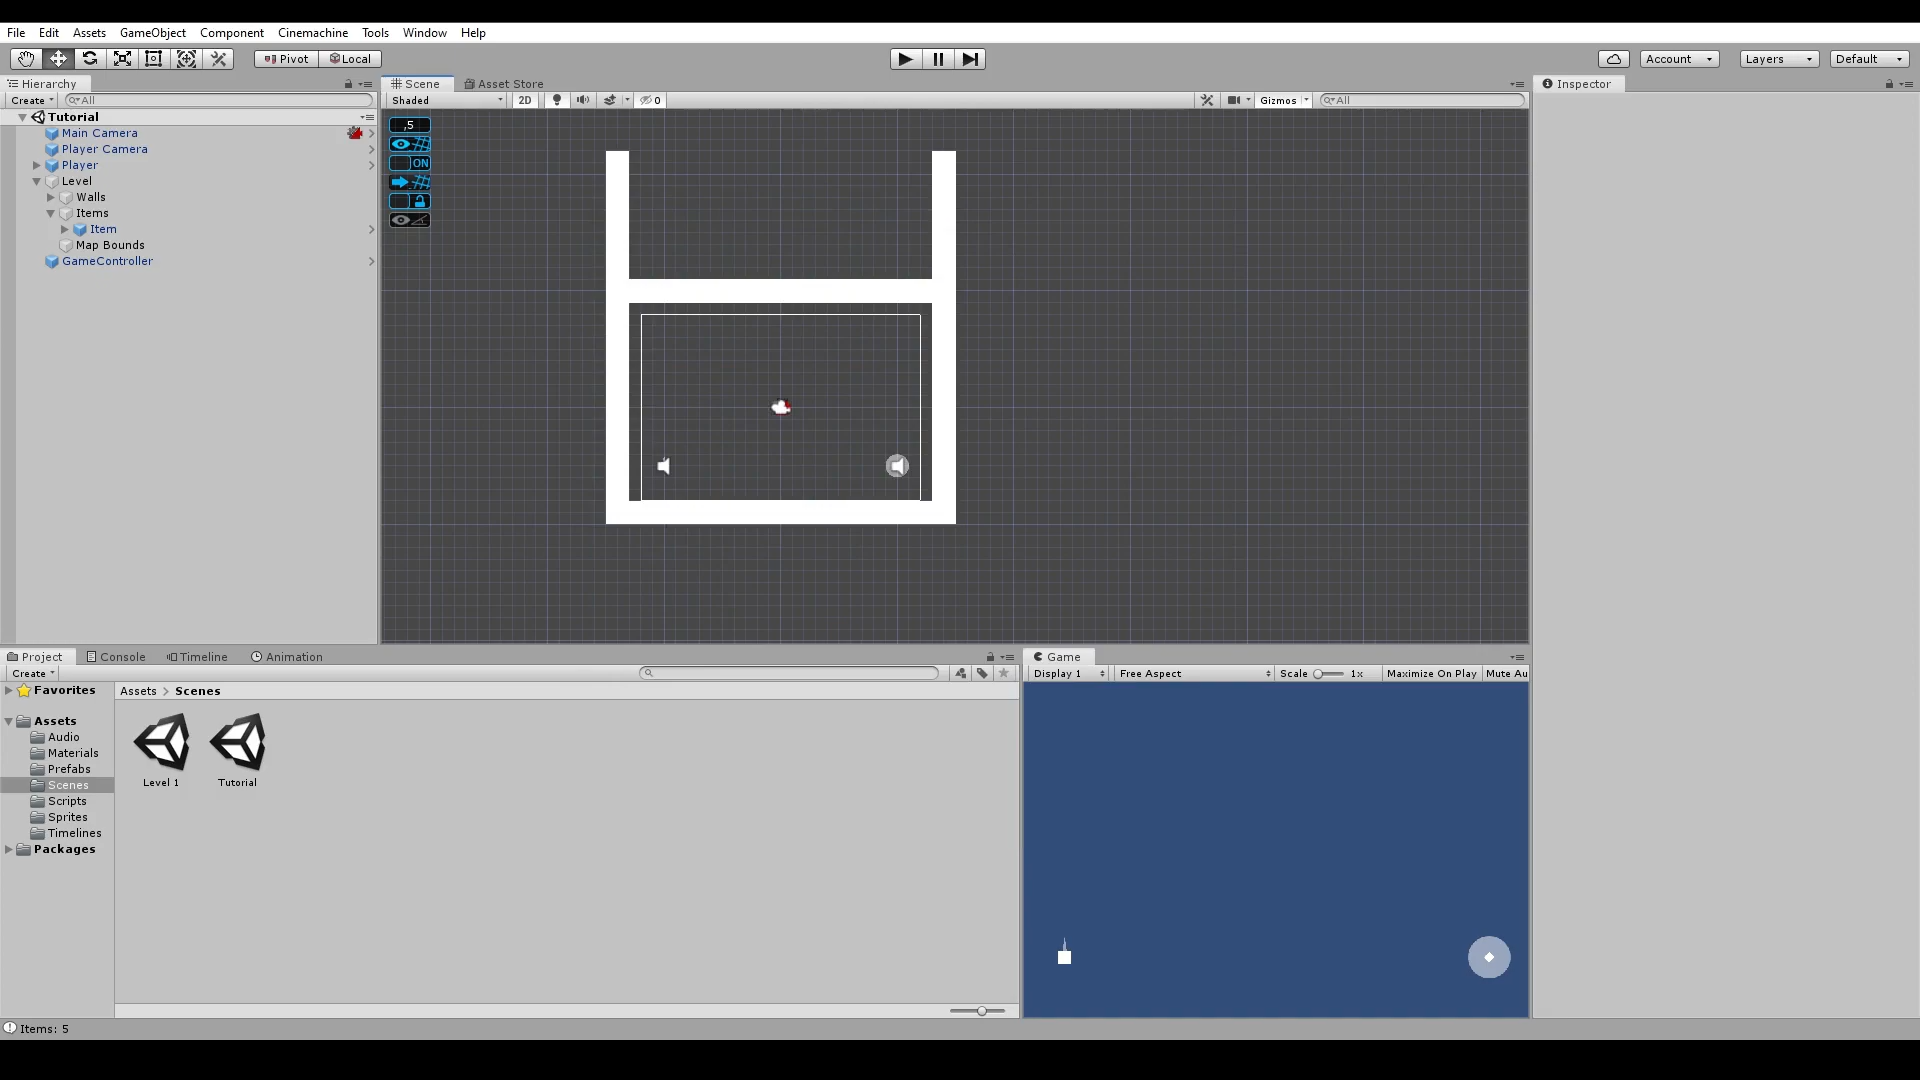 File Edit Assets GameObject Component Cinemachine Tools Window Help
Pivot Local Account Layers Default
Hierarchy
Scene Asset Store
Inspector
Create All
Shaded 2D 0 Gizmos All
Tutorial
Main Camera
Player Camera
Player
Level
Walls
Items
Item
Map Bounds
GameController
,5
ON
Project Console Timeline Animation
Game
Create
Display 1 Free Aspect Scale 1x Maximize On Play Mute Au
Favorites
Assets
Audio
Materials
Prefabs
Scenes
Scripts
Sprites
Timelines
Packages
Assets > Scenes
Level 1 Tutorial
Items: 5